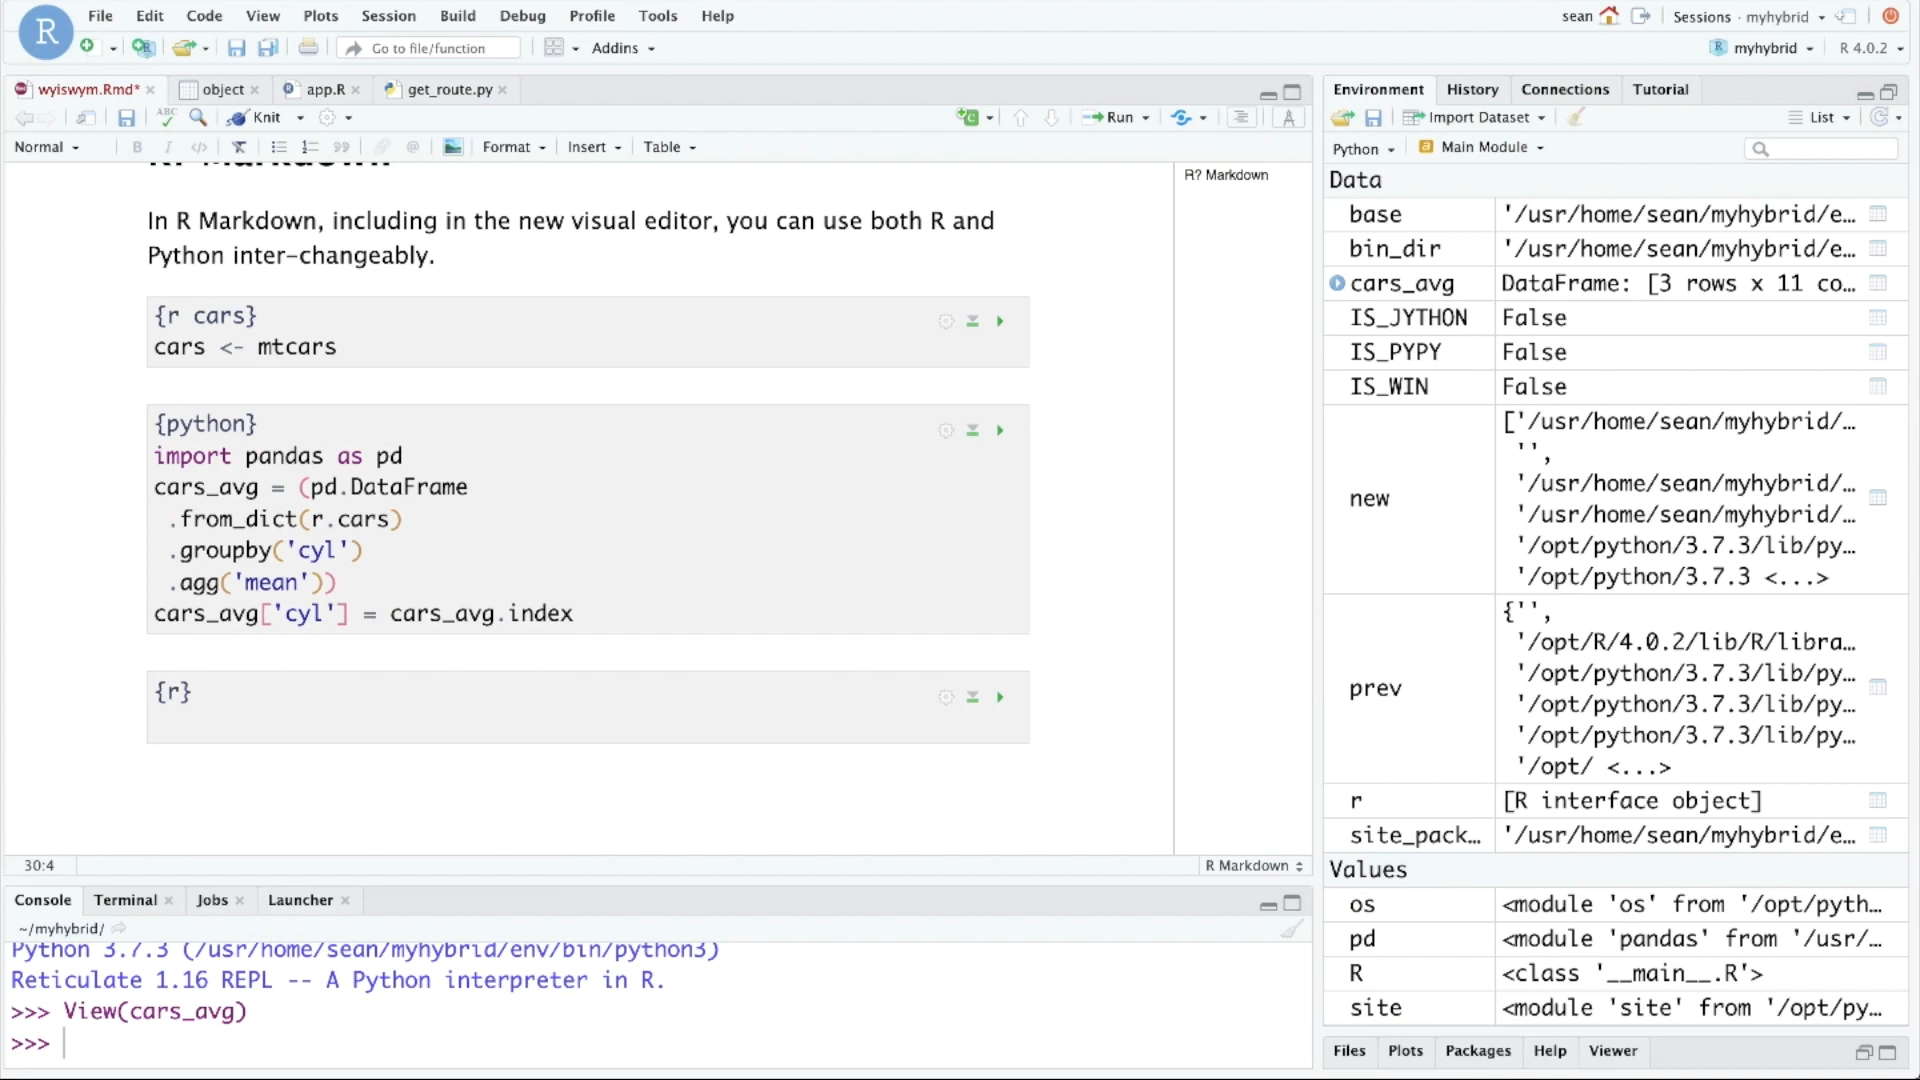 File Edit Code View Plots Session Build Debug Profile Tools Help
sean Sessions · myhybrid
R
Go to file/function
Addins
myhybrid
R 4.0.2
wyiswym.Rmd* object app.R get_route.py
ABC Knit Run
Normal B I Format Insert Table
R? Markdown
In R Markdown, including in the new visual editor, you can use both R and
Python inter-changeably.
{r cars}
cars <- mtcars
{python}
import pandas as pd
cars_avg = (pd.DataFrame
.from_dict(r.cars)
.groupby('cyl')
.agg('mean'))
cars_avg['cyl'] = cars_avg.index
{r}
R? Markdown
30:4
R Markdown
Console Terminal Jobs Launcher
~/myhybrid/
Python 3.7.3 (/usr/home/sean/myhybrid/env/bin/python3)
Reticulate 1.16 REPL -- A Python interpreter in R.
>>> View(cars_avg)
>>>
Environment History Connections Tutorial
Import Dataset List
Python Main Module
Data
base '/usr/home/sean/myhybrid/e…
bin_dir '/usr/home/sean/myhybrid/e…
cars_avg DataFrame: [3 rows x 11 co…
IS_JYTHON False
IS_PYPY False
IS_WIN False
new ['/usr/home/sean/myhybrid/…
'',
'/usr/home/sean/myhybrid/…
'/usr/home/sean/myhybrid/…
'/opt/python/3.7.3/lib/py…
'/opt/python/3.7.3 <...>
prev {'',
'/opt/R/4.0.2/lib/R/libra…
'/opt/python/3.7.3/lib/py…
'/opt/python/3.7.3/lib/py…
'/opt/python/3.7.3/lib/py…
'/opt/ <...>
r [R interface object]
site_pack… '/usr/home/sean/myhybrid/e…
Values
os <module 'os' from '/opt/pyth…
pd <module 'pandas' from '/usr/…
R <class '__main__.R'>
site <module 'site' from '/opt/py…
Files Plots Packages Help Viewer